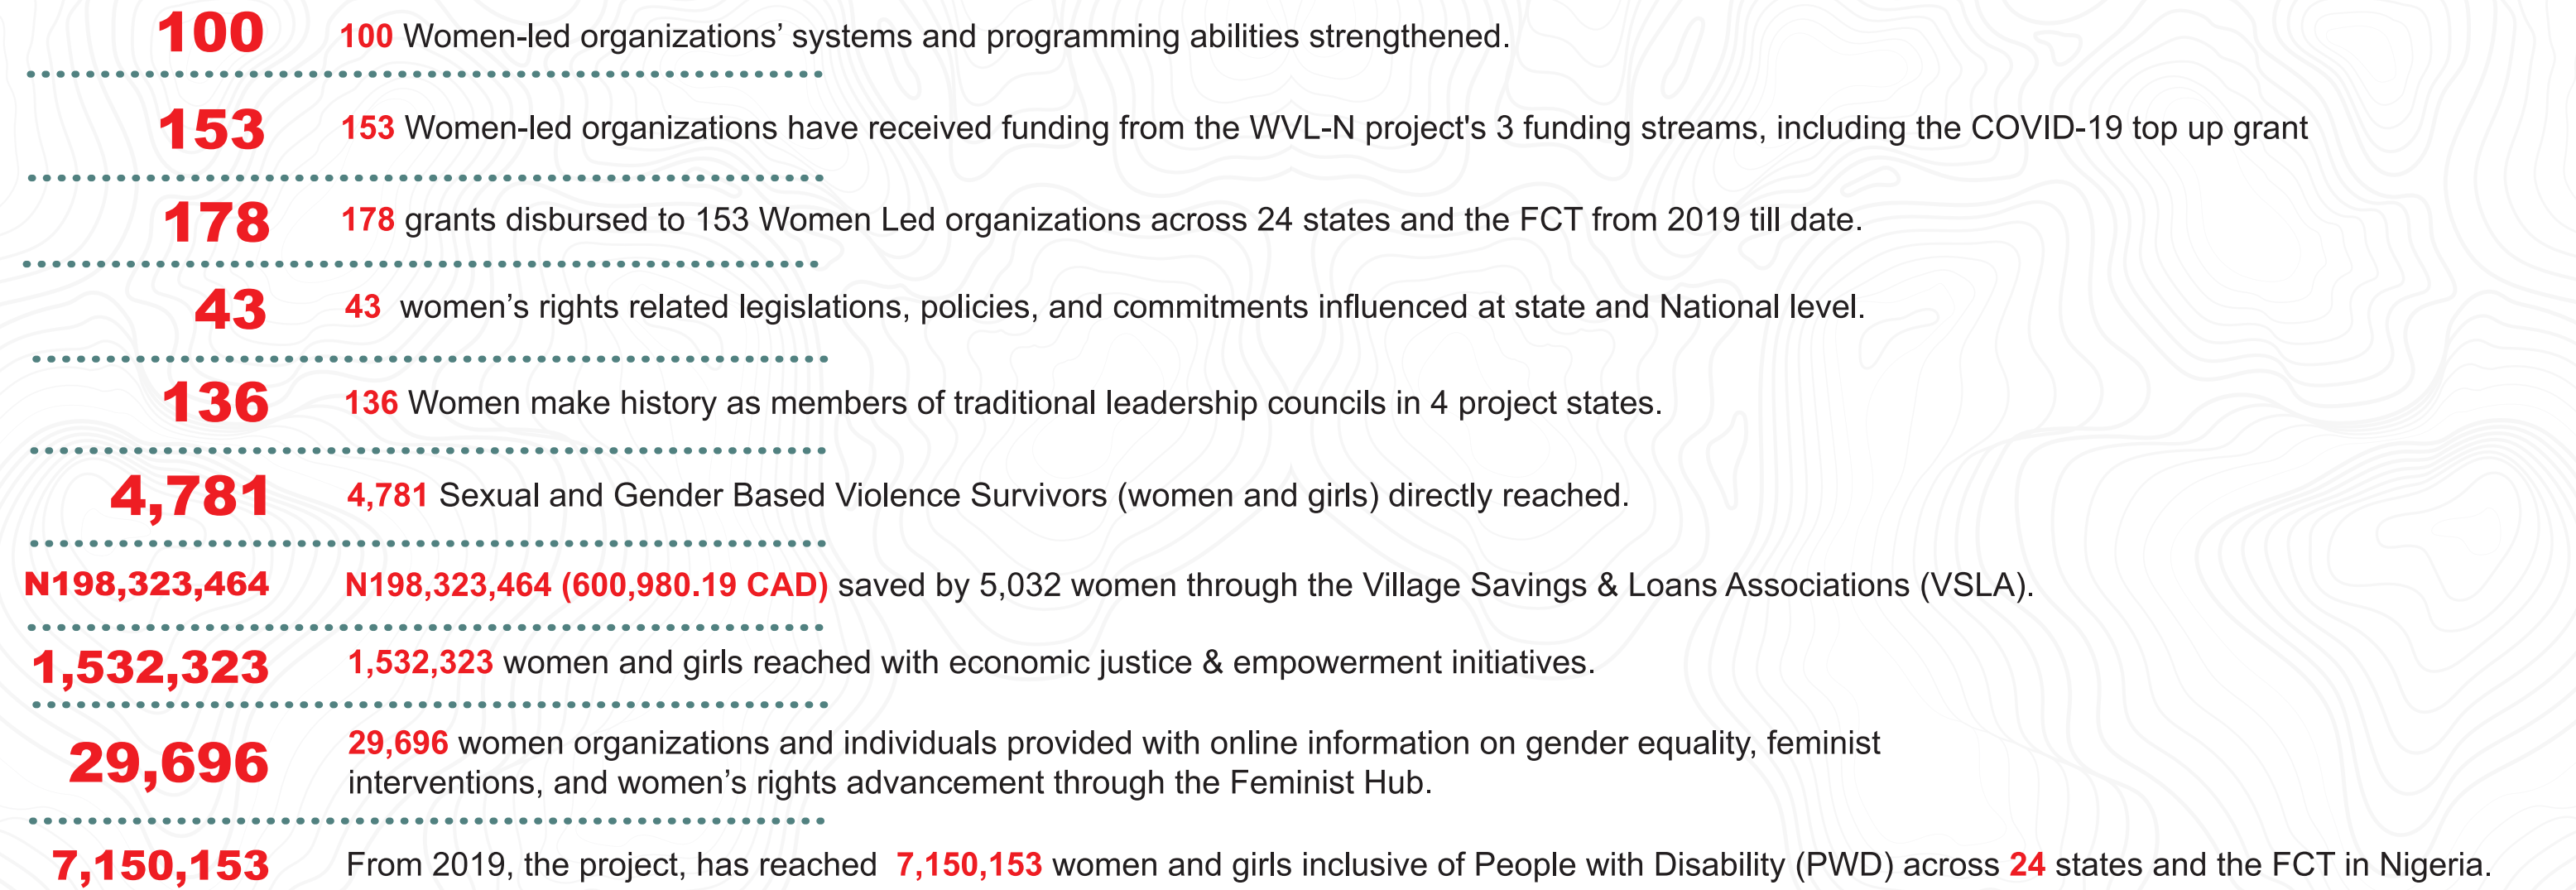 100 100 Women-led organizations’ systems and programming abilities strengthened.
153 153 Women-led organizations have received funding from the WVL-N project's 3 funding streams, including the COVID-19 top up grant
178 178 grants disbursed to 153 Women Led organizations across 24 states and the FCT from 2019 till date.
43 43 women’s rights related legislations, policies, and commitments influenced at state and National level.
136 136 Women make history as members of traditional leadership councils in 4 project states.
4,781 4,781 Sexual and Gender Based Violence Survivors (women and girls) directly reached.
N198,323,464 N198,323,464 (600,980.19 CAD) saved by 5,032 women through the Village Savings & Loans Associations (VSLA).
1,532,323 1,532,323 women and girls reached with economic justice & empowerment initiatives.
29,696 29,696 women organizations and individuals provided with online information on gender equality, feminist
interventions, and women’s rights advancement through the Feminist Hub.
7,150,153 From 2019, the project, has reached 7,150,153 women and girls inclusive of People with Disability (PWD) across 24 states and the FCT in Nigeria.